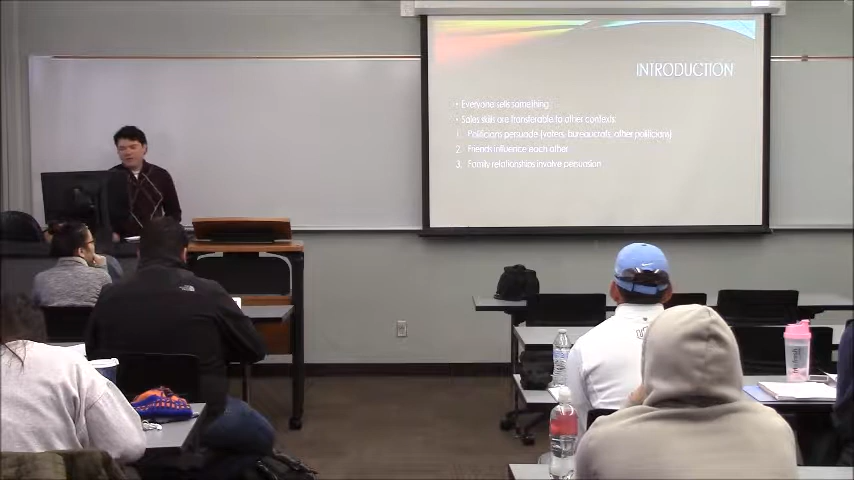 INTRODUCTION
• Everyone sells something
• Sales skills are transferable to other contexts
1. Politicians persuade (voters, bureaucrats, other politicians)
2. Friends influence each other
3. Family relationships involve persuasion